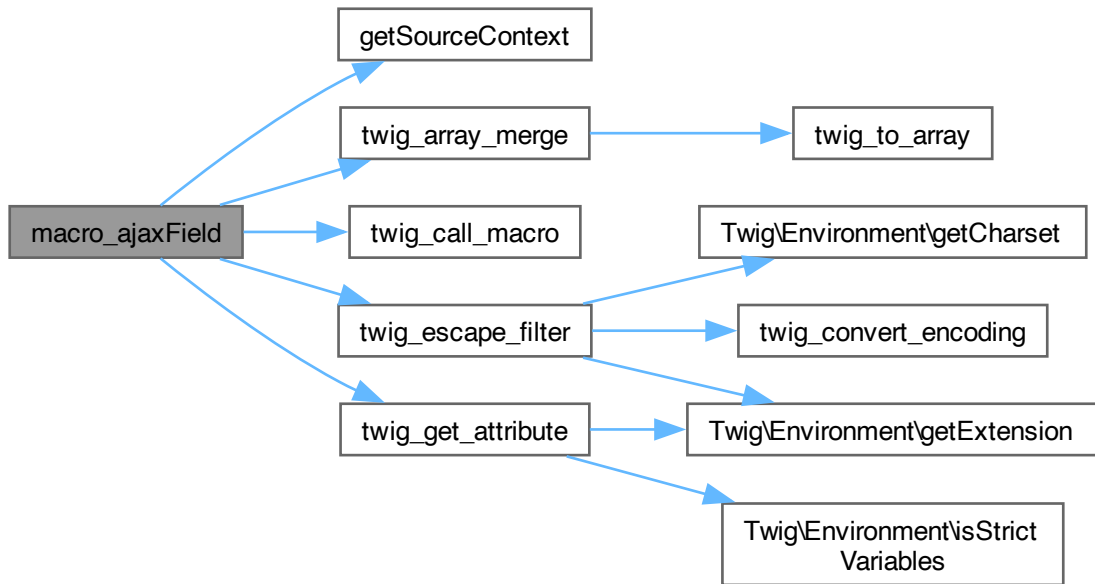 getSourceContext
twig_array_merge
twig_to_array
macro_ajaxField
twig_call_macro
Twig\Environment\getCharset
twig_escape_filter
twig_convert_encoding
twig_get_attribute
Twig\Environment\getExtension
Twig\Environment\isStrict
Variables